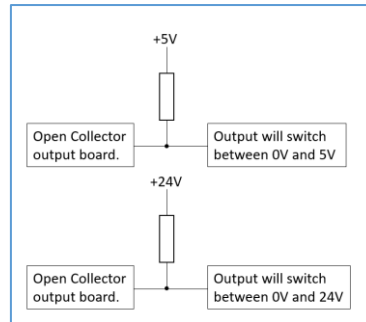 +5V
Open Collector
output board.
Output will switch
between 0V and 5V
+24V
Open Collector
output board.
Output will switch
between 0V and 24V